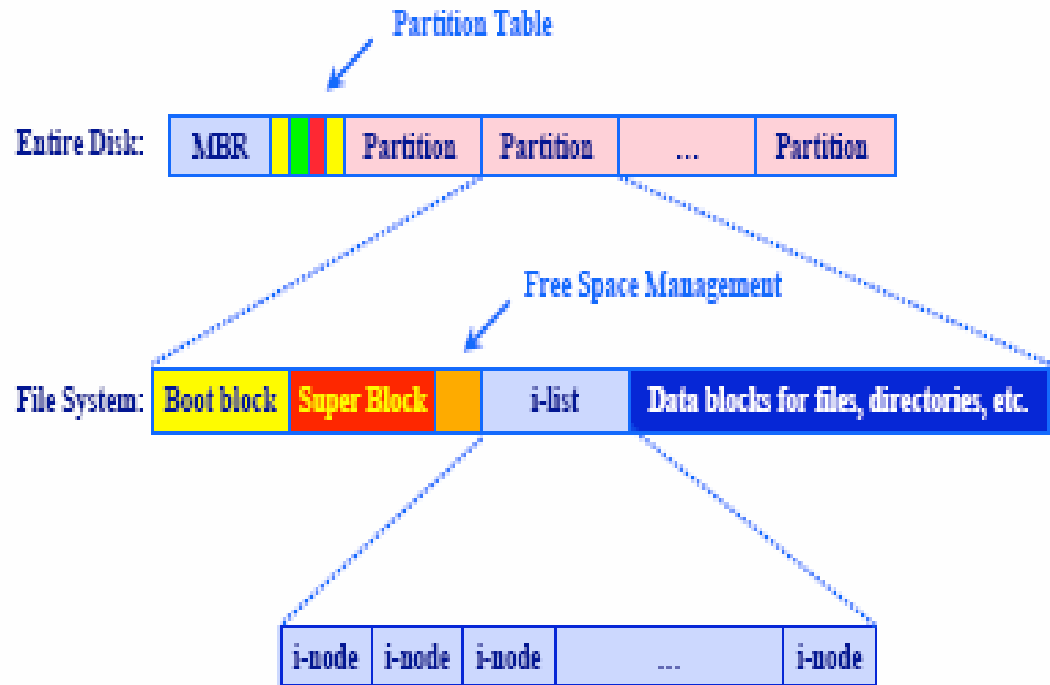 Partition Table
Entire Disk: MBR Partition Partition ... Partition
Free Space Management
File System: Boot block Super Block i-list Data blocks for files, directories, etc.
i-node i-node i-node ... i-node